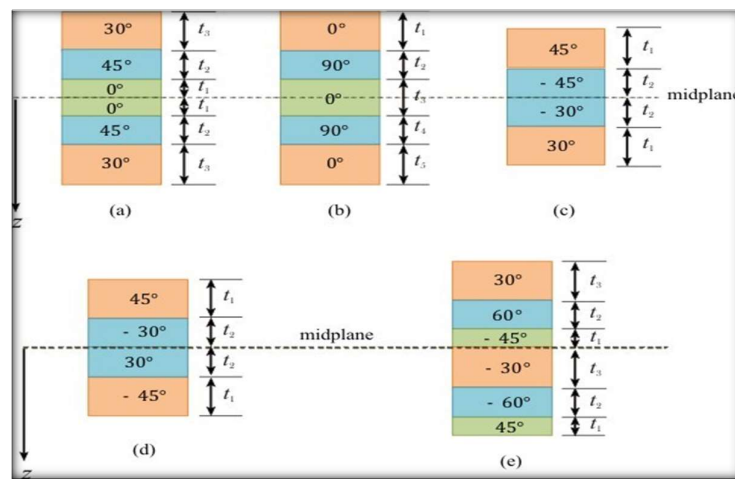 30° t₃
45° t₂
0° t₁
0° t₁
45° t₂
30° t₃
z
(a)
0° t₁
90° t₂
0° t₃
90° t₄
0° t₅
(b)
45° t₁
- 45° t₂
midplane
- 30° t₂
30° t₁
(c)
45° t₁
- 30° t₂
midplane
30° t₂
- 45° t₁
z
(d)
30° t₃
60° t₂
- 45° t₁
- 30° t₃
- 60° t₂
45° t₁
(e)